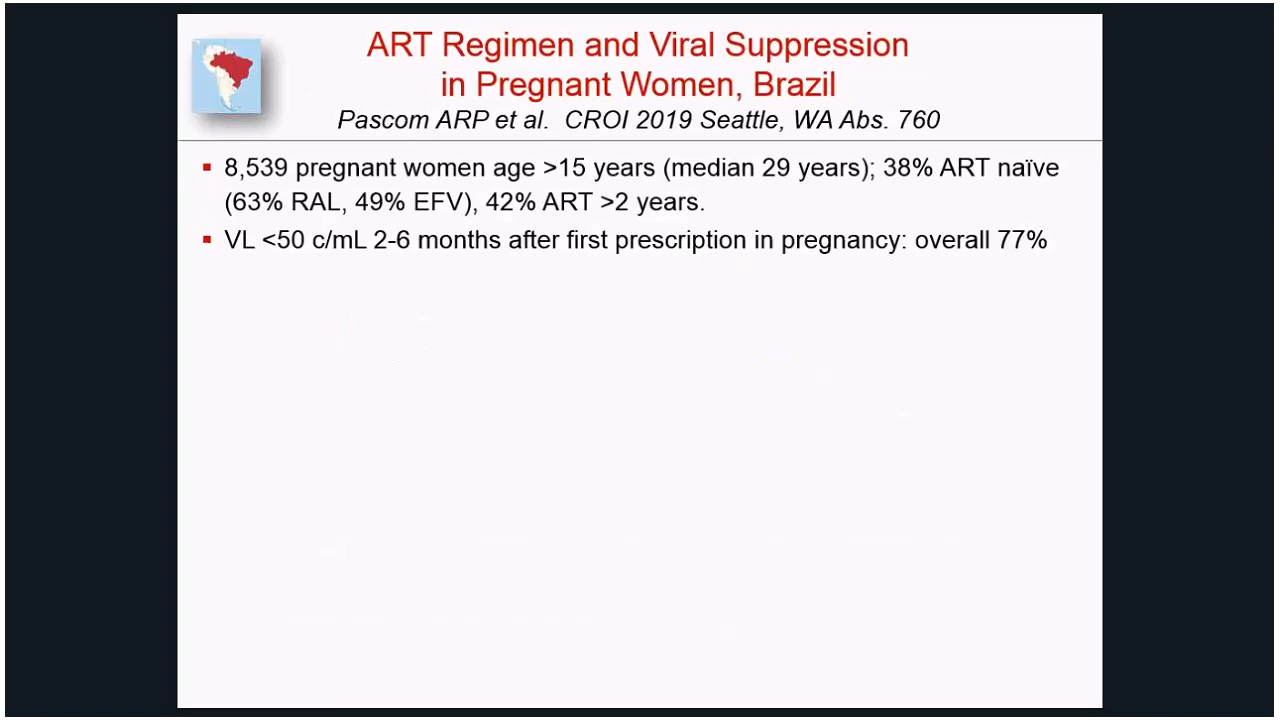 ART Regimen and Viral Suppression
in Pregnant Women, Brazil
Pascom ARP et al. CROI 2019 Seattle, WA Abs. 760
▪ 8,539 pregnant women age >15 years (median 29 years); 38% ART naïve
(63% RAL, 49% EFV), 42% ART >2 years.
▪ VL <50 c/mL 2-6 months after first prescription in pregnancy: overall 77%